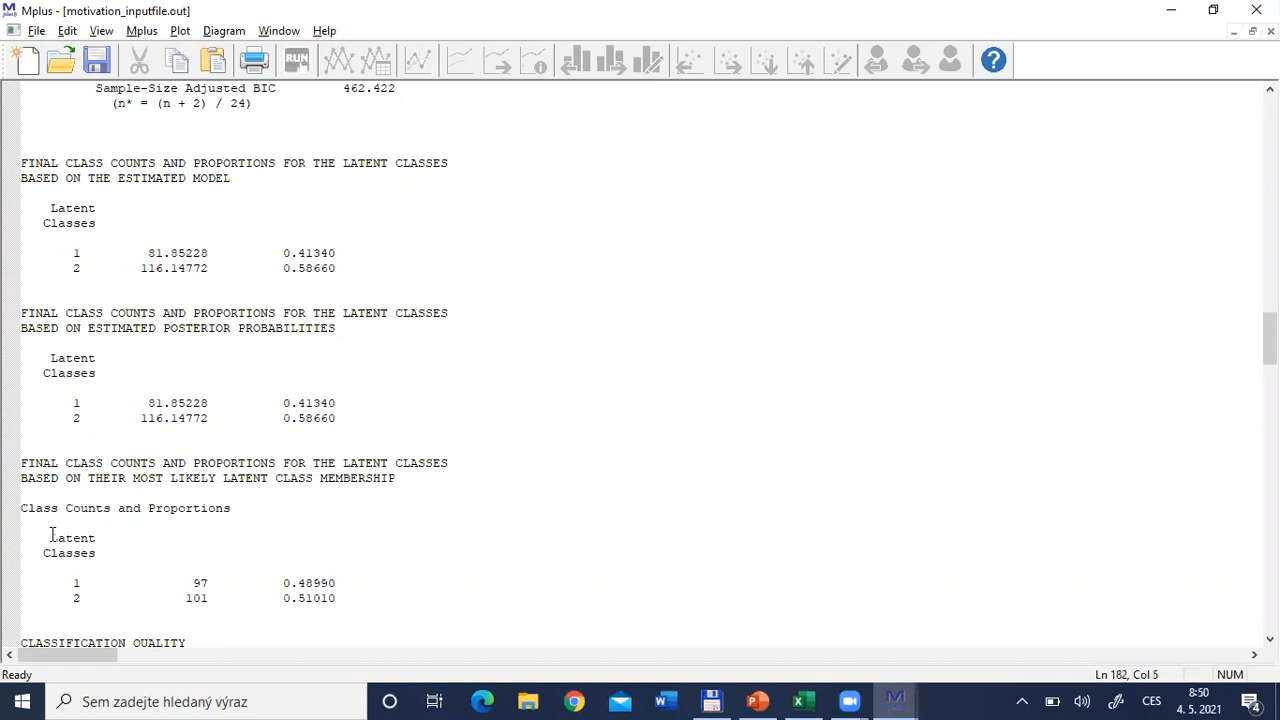 Mplus - [motivation_inputfile.out]
File Edit View Mplus Plot Diagram Window Help
RUN
Sample-Size Adjusted BIC 462.422
(n* = (n + 2) / 24)
FINAL CLASS COUNTS AND PROPORTIONS FOR THE LATENT CLASSES
BASED ON THE ESTIMATED MODEL
Latent
Classes
1 81.85228 0.41340
2 116.14772 0.58660
FINAL CLASS COUNTS AND PROPORTIONS FOR THE LATENT CLASSES
BASED ON ESTIMATED POSTERIOR PROBABILITIES
Latent
Classes
1 81.85228 0.41340
2 116.14772 0.58660
FINAL CLASS COUNTS AND PROPORTIONS FOR THE LATENT CLASSES
BASED ON THEIR MOST LIKELY LATENT CLASS MEMBERSHIP
Class Counts and Proportions
Latent
Classes
1 97 0.48990
2 101 0.51010
CLASSIFICATION QUALITY
Ready Ln 182, Col 5 NUM
Sem zadejte hledaný výraz CES 8:50
4. 5. 2021 4